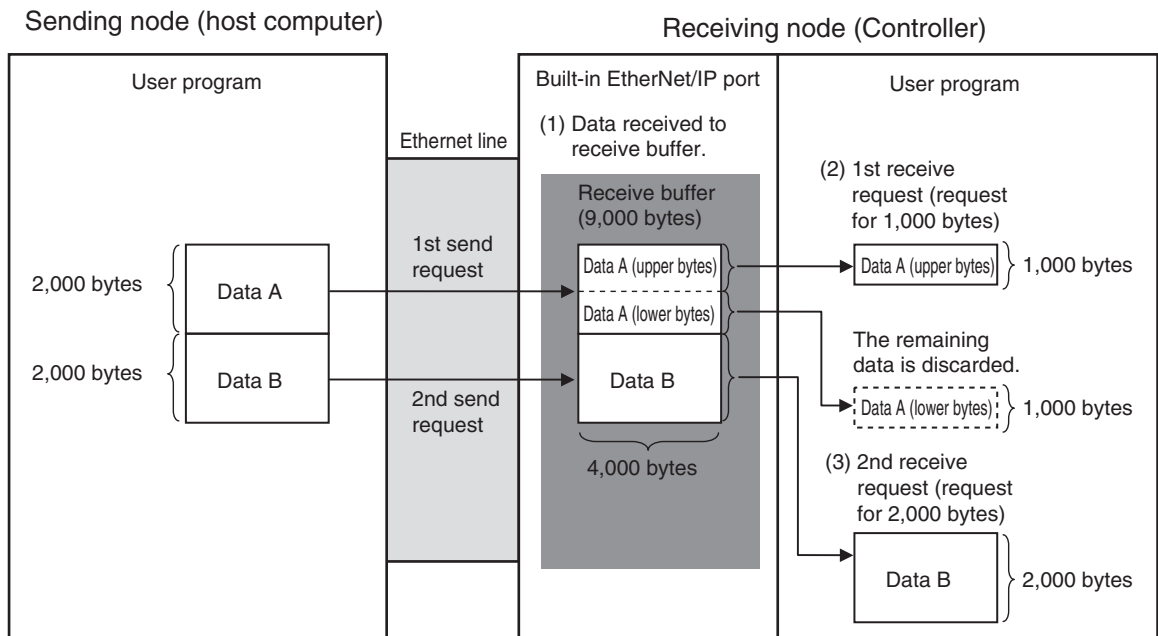 Sending node (host computer)
Receiving node (Controller)
User program
Built-in EtherNet/IP port
User program
Ethernet line
(1) Data received to
receive buffer.
Receive buffer
(9,000 bytes)
(2) 1st receive
request (request
for 1,000 bytes)
2,000 bytes
Data A
1st send
request
Data A (upper bytes)
Data A (lower bytes)
Data A (upper bytes)
1,000 bytes
The remaining
data is discarded.
Data A (lower bytes)
1,000 bytes
2,000 bytes
Data B
2nd send
request
Data B
4,000 bytes
(3) 2nd receive
request (request
for 2,000 bytes)
Data B
2,000 bytes